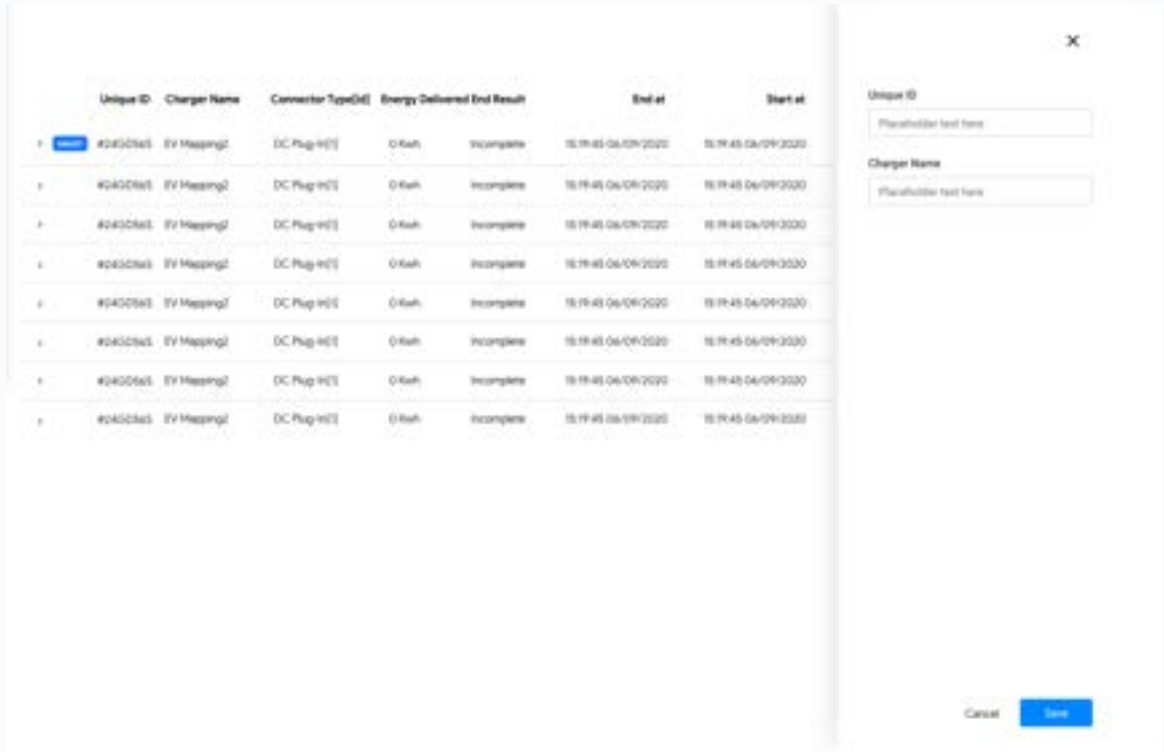 Unique ID Charger Name Connector Type[Id] Energy Delivered End Result End at Start at
#24GD56S EV Mapping2 DC Plug-in[1] 0 Kwh Incomplete 15:19:45 06/09/2020 15:19:45 06/09/2020
#24GD56S EV Mapping2 DC Plug-in[1] 0 Kwh Incomplete 15:19:45 06/09/2020 15:19:45 06/09/2020
#24GD56S EV Mapping2 DC Plug-in[1] 0 Kwh Incomplete 15:19:45 06/09/2020 15:19:45 06/09/2020
#24GD56S EV Mapping2 DC Plug-in[1] 0 Kwh Incomplete 15:19:45 06/09/2020 15:19:45 06/09/2020
#24GD56S EV Mapping2 DC Plug-in[1] 0 Kwh Incomplete 15:19:45 06/09/2020 15:19:45 06/09/2020
#24GD56S EV Mapping2 DC Plug-in[1] 0 Kwh Incomplete 15:19:45 06/09/2020 15:19:45 06/09/2020
#24GD56S EV Mapping2 DC Plug-in[1] 0 Kwh Incomplete 15:19:45 06/09/2020 15:19:45 06/09/2020
#24GD56S EV Mapping2 DC Plug-in[1] 0 Kwh Incomplete 15:19:45 06/09/2020 15:19:45 06/09/2020
Unique ID
Placeholder text here
Charger Name
Placeholder text here
Cancel Save